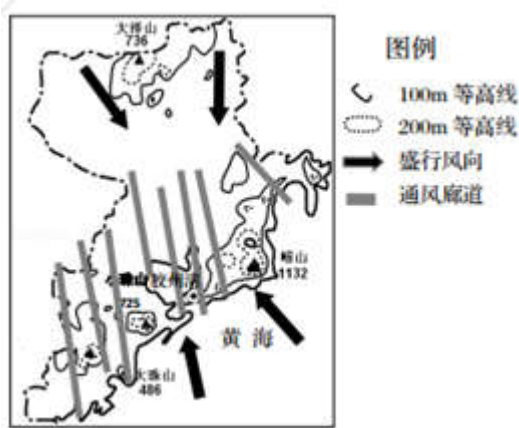 大泽山
736
崂山
1132
胶州湾
725
黄海
大珠山
486
图例
100m 等高线
200m 等高线
盛行风向
通风廊道